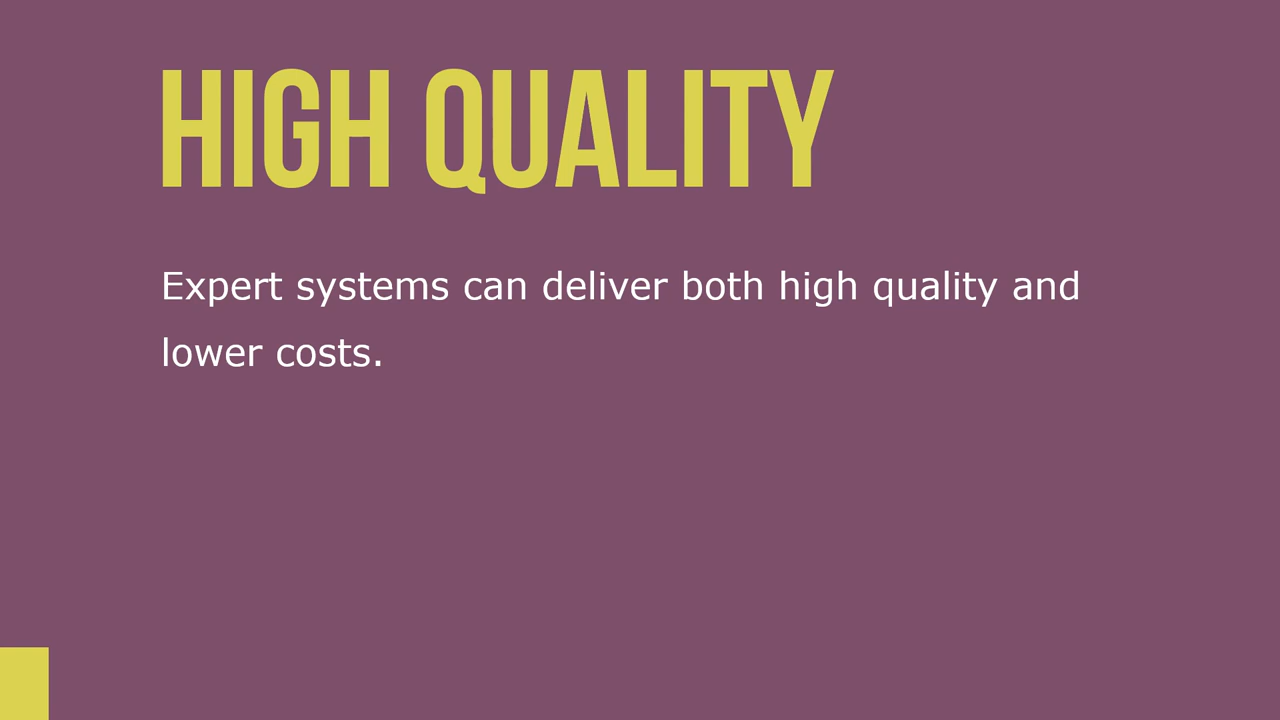 HIGH QUALITY
Expert systems can deliver both high quality and
lower costs.